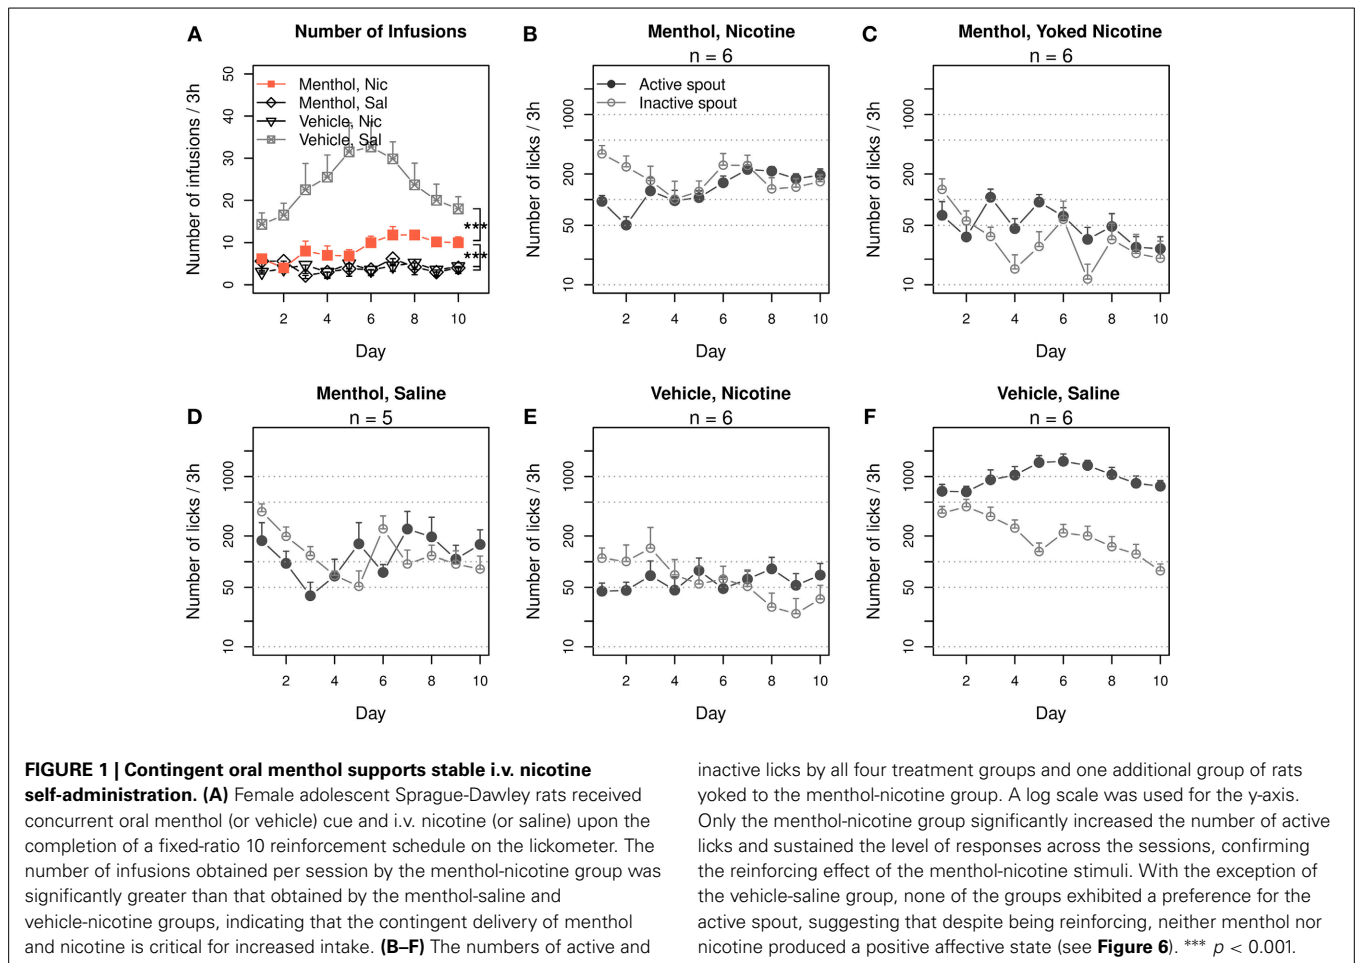 A
Number of Infusions
Number of infusions / 3h
50
40
30
20
10
0
Menthol, Nic
Menthol, Sal
Vehicle, Nic
Vehicle, Sal
***
***
2 4 6 8 10
Day
B
Menthol, Nicotine
n = 6
Number of licks / 3h
1000
200
50
10
Active spout
Inactive spout
2 4 6 8 10
Day
C
Menthol, Yoked Nicotine
n = 6
Number of licks / 3h
1000
200
50
10
2 4 6 8 10
Day
D
Menthol, Saline
n = 5
Number of licks / 3h
1000
200
50
10
2 4 6 8 10
Day
E
Vehicle, Nicotine
n = 6
Number of licks / 3h
1000
200
50
10
2 4 6 8 10
Day
F
Vehicle, Saline
n = 6
Number of licks / 3h
1000
200
50
10
2 4 6 8 10
Day
FIGURE 1 | Contingent oral menthol supports stable i.v. nicotine
self-administration. (A) Female adolescent Sprague-Dawley rats received
concurrent oral menthol (or vehicle) cue and i.v. nicotine (or saline) upon the
completion of a fixed-ratio 10 reinforcement schedule on the lickometer. The
number of infusions obtained per session by the menthol-nicotine group was
significantly greater than that obtained by the menthol-saline and
vehicle-nicotine groups, indicating that the contingent delivery of menthol
and nicotine is critical for increased intake. (B–F) The numbers of active and
inactive licks by all four treatment groups and one additional group of rats
yoked to the menthol-nicotine group. A log scale was used for the y-axis.
Only the menthol-nicotine group significantly increased the number of active
licks and sustained the level of responses across the sessions, confirming
the reinforcing effect of the menthol-nicotine stimuli. With the exception of
the vehicle-saline group, none of the groups exhibited a preference for the
active spout, suggesting that despite being reinforcing, neither menthol nor
nicotine produced a positive affective state (see Figure 6). *** p < 0.001.